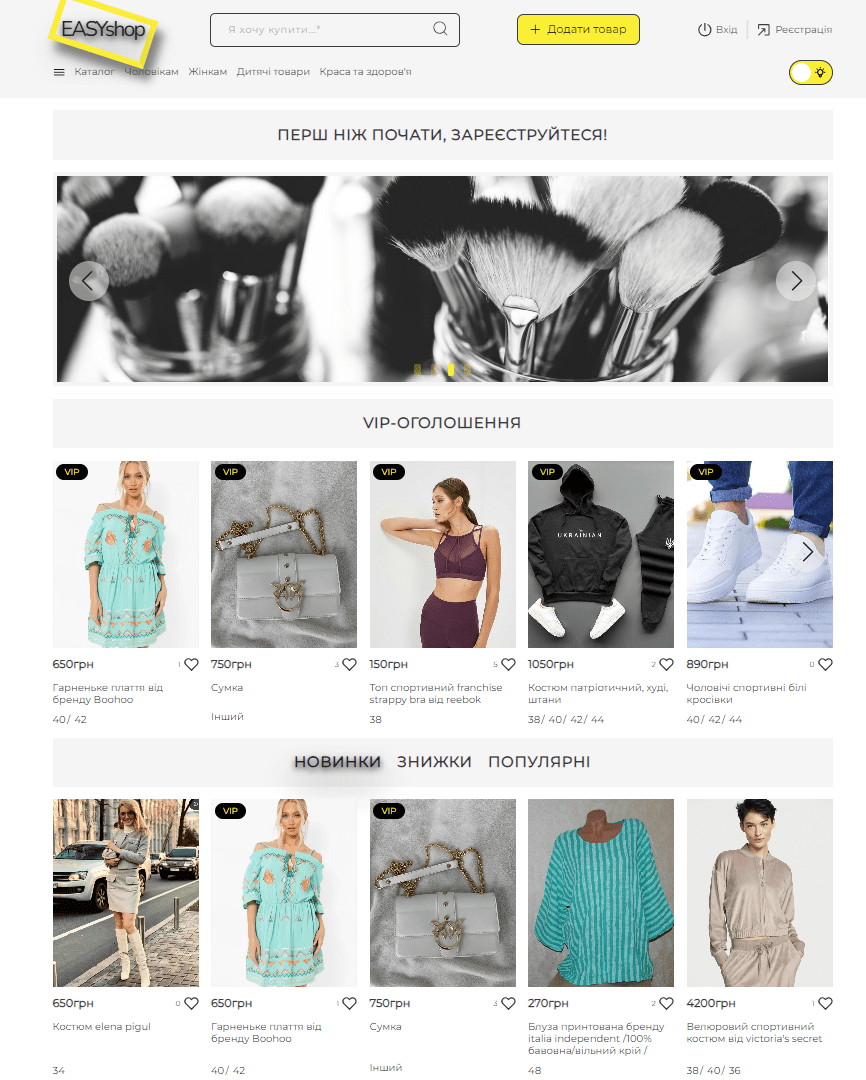 EASYshop
Я хочу купити...*
+ Додати товар
Вхід
Реєстрація
Каталог
Чоловікам
Жінкам
Дитячі товари
Краса та здоров'я
ПЕРШ НІЖ ПОЧАТИ, ЗАРЕЄСТРУЙТЕСЯ!
VIP-ОГОЛОШЕННЯ
VIP
VIP
VIP
VIP
VIP
UKRAINIAN
650грн
1
750грн
3
150грн
5
1050грн
2
890грн
0
Гарненьке плаття від
бренду Boohoo
40/ 42
Сумка
Інший
Топ спортивний franchise
strappy bra від reebok
38
Костюм патріотичний, худі,
штани
38/ 40/ 42/ 44
Чоловічі спортивні білі
кросівки
40/ 42/ 44
НОВИНКИ
ЗНИЖКИ
ПОПУЛЯРНІ
VIP
VIP
650грн
0
650грн
1
750грн
3
270грн
2
4200грн
1
Костюм elena pigul
34
Гарненьке плаття від
бренду Boohoo
40/ 42
Сумка
Інший
Блуза принтована бренду
italia independent /100%
бавовна/вільний крій /
48
Велюровий спортивний
костюм від victoria's secret
38/ 40/ 36